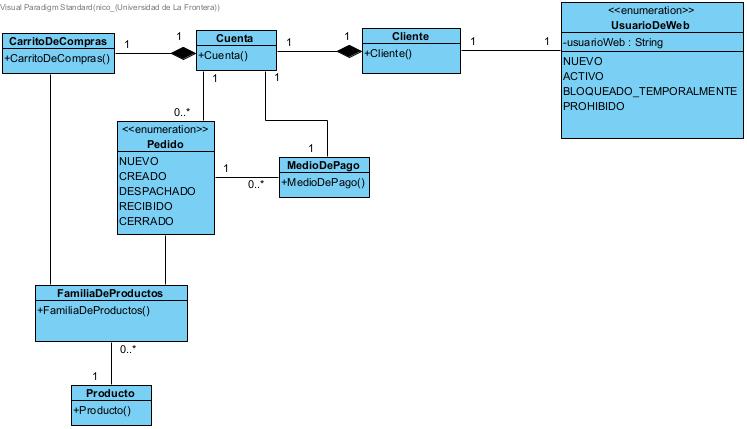 Visual Paradigm Standard(nico_(Universidad de La Frontera))
CarritoDeCompras
+CarritoDeCompras()
1
1
Cuenta
+Cuenta()
1
1
Cliente
+Cliente()
1
1
<<enumeration>>
UsuarioDeWeb
-usuarioWeb : String
NUEVO
ACTIVO
BLOQUEADO_TEMPORALMENTE
PROHIBIDO
1
1
0..*
<<enumeration>>
Pedido
NUEVO
CREADO
DESPACHADO
RECIBIDO
CERRADO
1
0..*
1
MedioDePago
+MedioDePago()
FamiliaDeProductos
+FamiliaDeProductos()
0..*
1
Producto
+Producto()